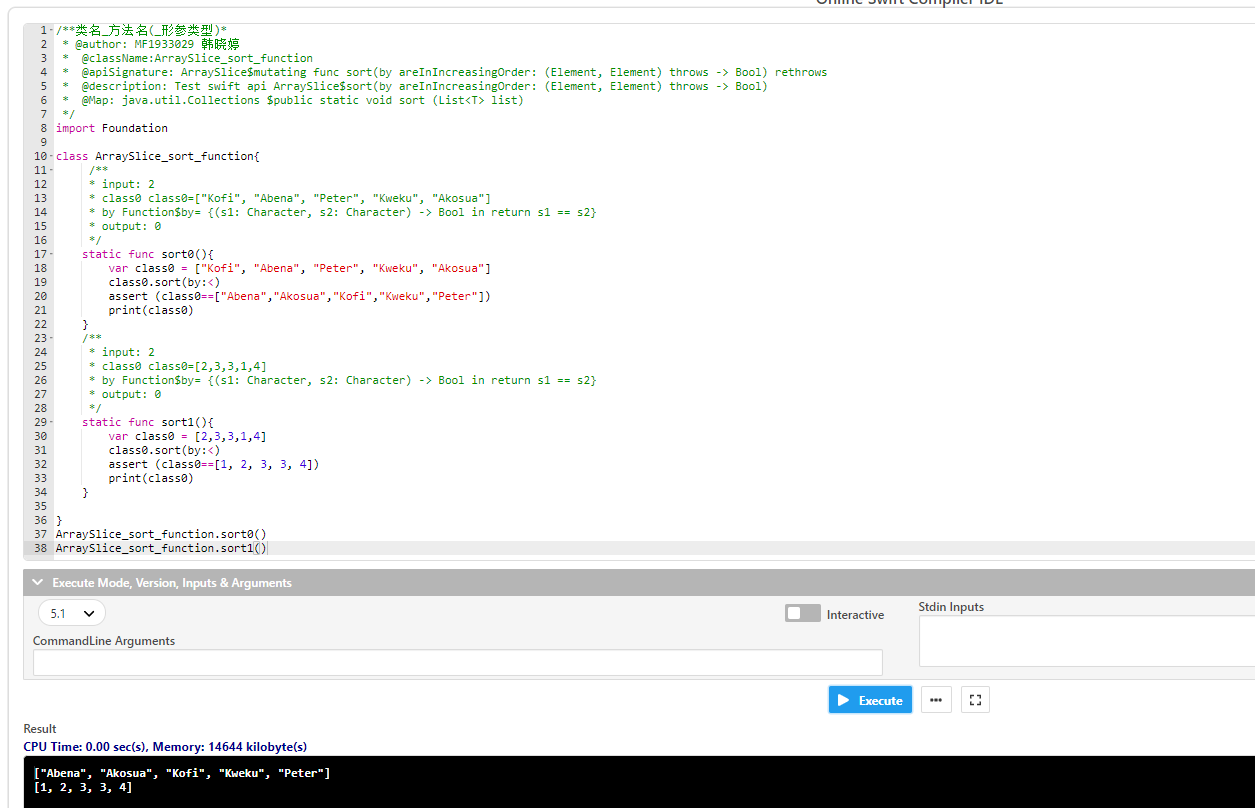 Online Swift Compiler IDE
1 /**类名_方法名(_形参类型)*
2 * @author: MF1933029 韩晓婷
3 *  @className:ArraySlice_sort_function
4 *  @apiSignature: ArraySlice$mutating func sort(by areInIncreasingOrder: (Element, Element) throws -> Bool) rethrows
5 *  @description: Test swift api ArraySlice$sort(by areInIncreasingOrder: (Element, Element) throws -> Bool)
6 *  @Map: java.util.Collections $public static void sort (List<T> list)
7 */
8 import Foundation
9
10 class ArraySlice_sort_function{
11 /**
12 * input: 2
13 * class0 class0=["Kofi", "Abena", "Peter", "Kweku", "Akosua"]
14 * by Function$by= {(s1: Character, s2: Character) -> Bool in return s1 == s2}
15 * output: 0
16 */
17 static func sort0(){
18 var class0 = ["Kofi", "Abena", "Peter", "Kweku", "Akosua"]
19 class0.sort(by:<)
20 assert (class0==["Abena","Akosua","Kofi","Kweku","Peter"])
21 print(class0)
22 }
23 /**
24 * input: 2
25 * class0 class0=[2,3,3,1,4]
26 * by Function$by= {(s1: Character, s2: Character) -> Bool in return s1 == s2}
27 * output: 0
28 */
29 static func sort1(){
30 var class0 = [2,3,3,1,4]
31 class0.sort(by:<)
32 assert (class0==[1, 2, 3, 3, 4])
33 print(class0)
34 }
35
36 }
37 ArraySlice_sort_function.sort0()
38 ArraySlice_sort_function.sort1()
Execute Mode, Version, Inputs & Arguments
5.1
Interactive
Stdin Inputs
CommandLine Arguments
Execute
Result
CPU Time: 0.00 sec(s), Memory: 14644 kilobyte(s)
["Abena", "Akosua", "Kofi", "Kweku", "Peter"]
[1, 2, 3, 3, 4]